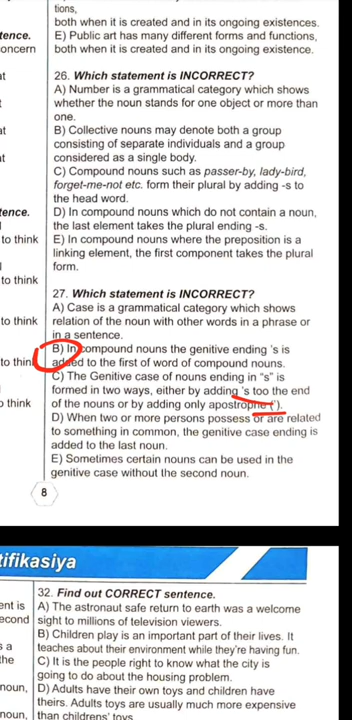 tions,
both when it is created and in its ongoing existences.
tence.
E) Public art has many different forms and functions,
oncern
both when it is created and in its ongoing existence.
at
26. Which statement is INCORRECT?
A) Number is a grammatical category which shows
whether the noun stands for one object or more than
one.
at
B) Collective nouns may denote both a group
consisting of separate individuals and a group
at
considered as a single body.
C) Compound nouns such as passer-by, lady-bird,
forget-me-not etc. form their plural by adding -s to
the head word.
tence.
D) In compound nouns which do not contain a noun,
the last element takes the plural ending -s.
to think
E) In compound nouns where the preposition is a
linking element, the first component takes the plural
form.
to think
27. Which statement is INCORRECT?
A) Case is a grammatical category which shows
to think
relation of the noun with other words in a phrase or
in a sentence.
B) In compound nouns the genitive ending 's is
to think
added to the first of word of compound nouns.
C) The Genitive case of nouns ending in "s" is
formed in two ways, either by adding 's too the end
o think
of the nouns or by adding only apostrophe (').
D) When two or more persons possess or are related
to something in common, the genitive case ending is
added to the last noun.
E) Sometimes certain nouns can be used in the
genitive case without the second noun.
8
tifikasiya
32. Find out CORRECT sentence.
ent is
A) The astronaut safe return to earth was a welcome
econd
sight to millions of television viewers.
B) Children play is an important part of their lives. It
s a
teaches about their environment while they're having fun.
the
C) It is the people right to know what the city is
going to do about the housing problem.
noun,
D) Adults have their own toys and children have
theirs. Adults toys are usually much more expensive
noun,
than childrens' toys